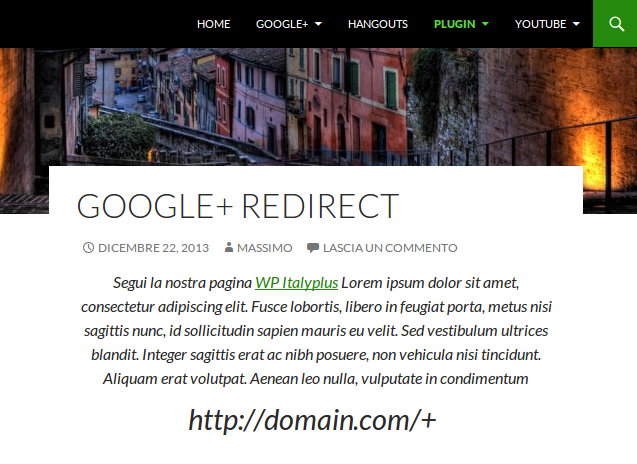 HOME GOOGLE+ HANGOUTS PLUGIN YOUTUBE
GOOGLE+ REDIRECT
DICEMBRE 22, 2013 MASSIMO LASCIA UN COMMENTO
Segui la nostra pagina WP Italyplus Lorem ipsum dolor sit amet,
consectetur adipiscing elit. Fusce lobortis, libero in feugiat porta, metus nisi
sagittis nunc, id sollicitudin sapien mauris eu velit. Sed vestibulum ultrices
blandit. Integer sagittis erat ac nibh posuere, non vehicula nisi tincidunt.
Aliquam erat volutpat. Aenean leo nulla, vulputate in condimentum
http://domain.com/+